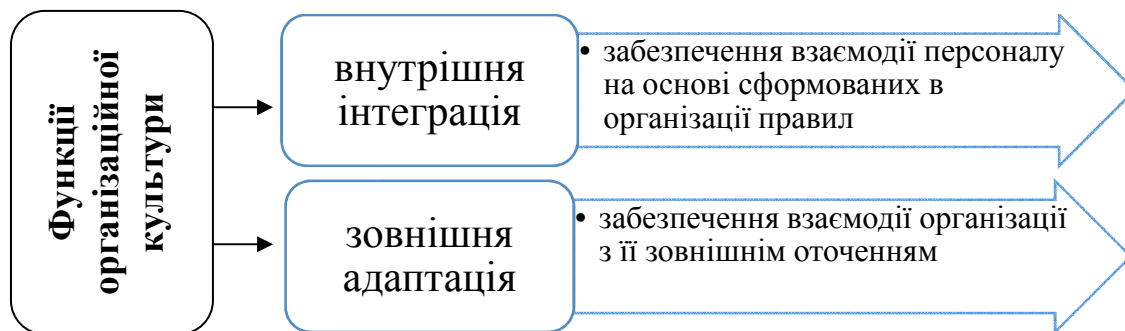 Функції
організаційної
культури
внутрішня
інтеграція
• забезпечення взаємодії персоналу
на основі сформованих в
організації правил
зовнішня
адаптація
• забезпечення взаємодії організації
з її зовнішнім оточенням